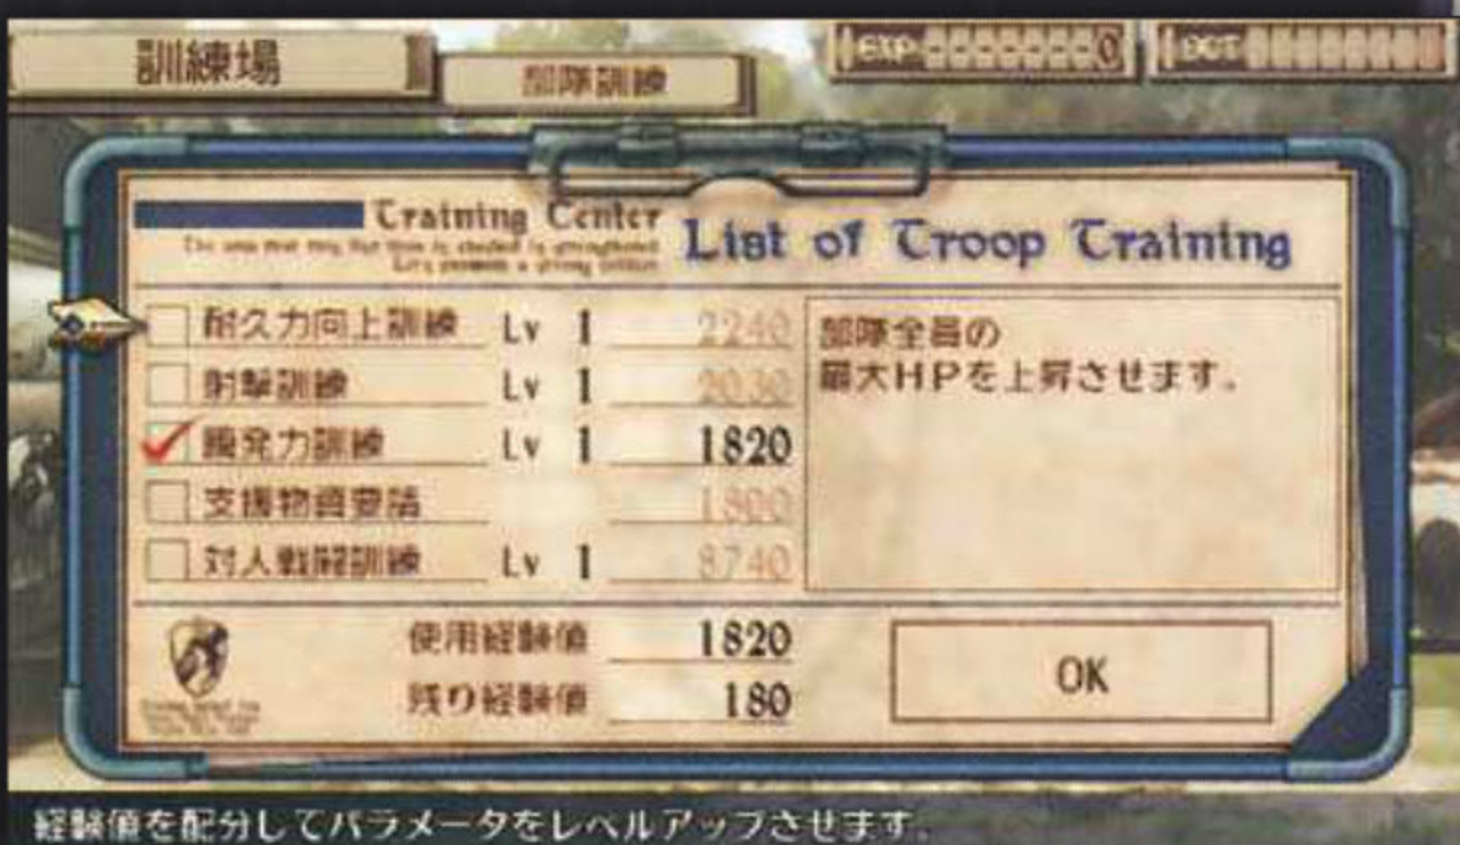 訓練場
部隊訓練
EXP 0
Training Center
List of Troop Training
耐久力向上訓練 Lv 1 2240
射撃訓練 Lv 1 2030
瞬発力訓練 Lv 1 1820
支援物資要請 1800
対人戦闘訓練 Lv 1 8740
部隊全員の
最大HPを上昇させます。
使用経験値 1820
残り経験値 180
OK
経験値を配分してパラメータをレベルアップさせます。